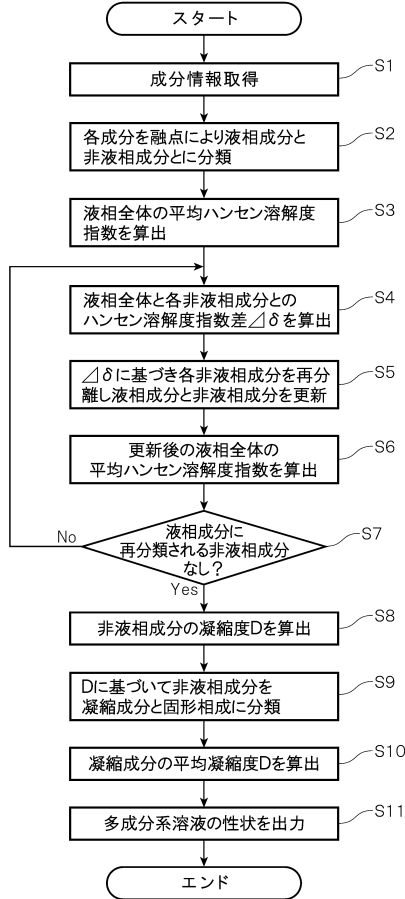 スタート
成分情報取得
S1
各成分を融点により液相成分と
非液相成分とに分類
S2
液相全体の平均ハンセン溶解度
指数を算出
S3
液相全体と各非液相成分との
ハンセン溶解度指数差⊿δを算出
S4
⊿δに基づき各非液相成分を再分
離し液相成分と非液相成分を更新
S5
更新後の液相全体の
平均ハンセン溶解度指数を算出
S6
液相成分に
再分類される非液相成分
なし?
S7
No
Yes
非液相成分の凝縮度Dを算出
S8
Dに基づいて非液相成分を
凝縮成分と固形相成に分類
S9
凝縮成分の平均凝縮度Dを算出
S10
多成分系溶液の性状を出力
S11
エンド